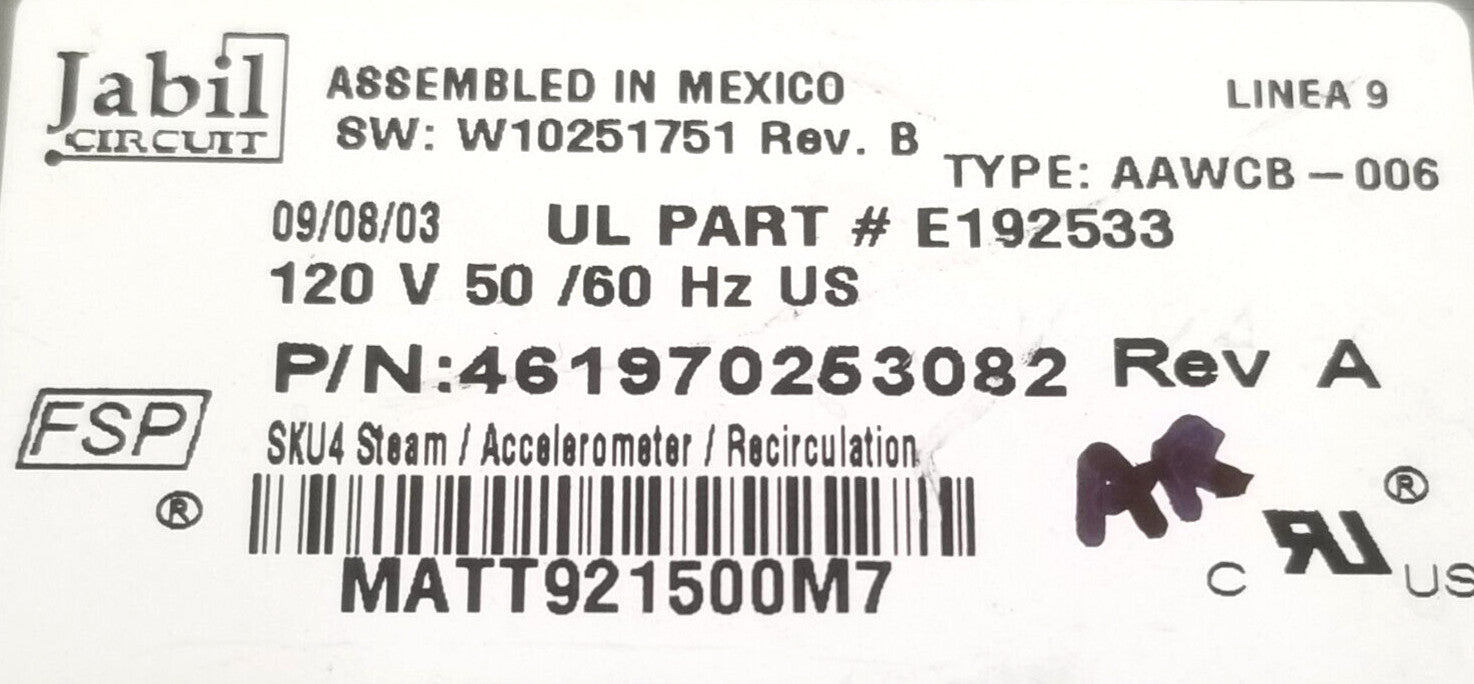 Jabil
CIRCUIT
ASSEMBLED IN MEXICO
LINEA 9
SW: W10251751 Rev. B
TYPE: AAWCB - 006
09/08/03 UL PART # E192533
120 V 50 /60 Hz US
P/N:461970253082 Rev A
FSP
®
SKU4 Steam / Accelerometer / Recirculation
MATT921500M7
®
C RU US